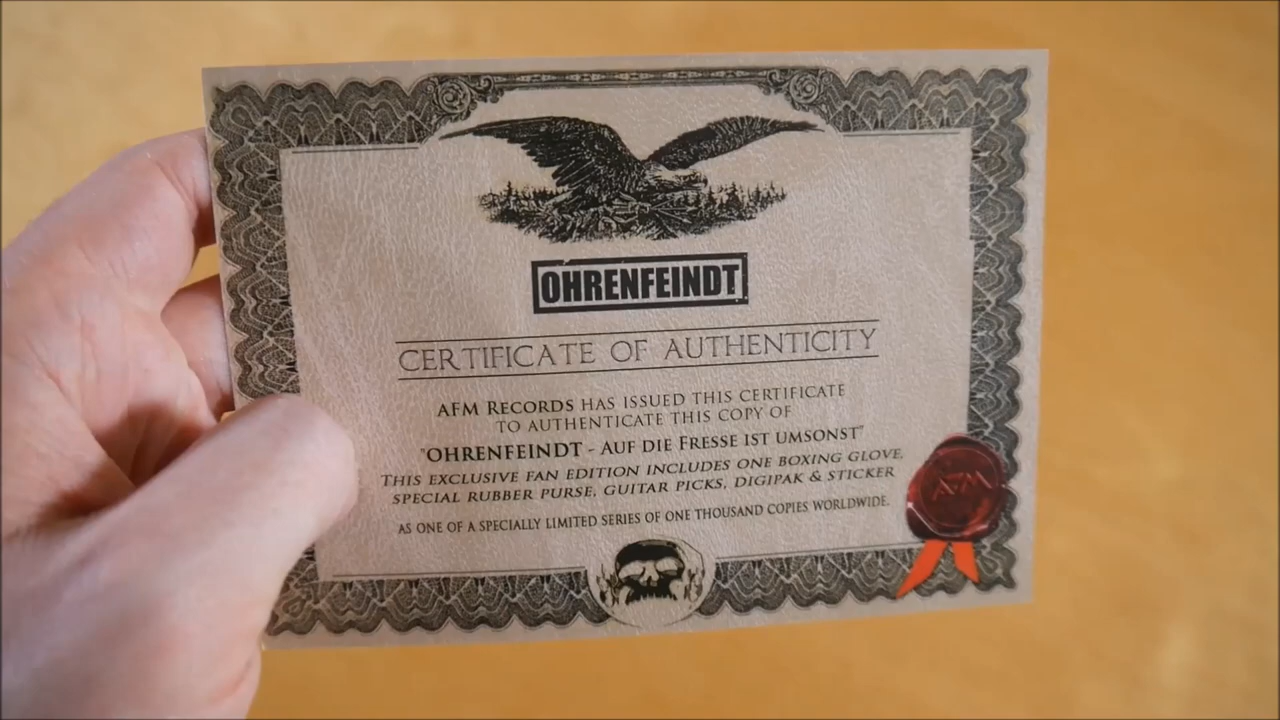 OHRENFEINDT
CERTIFICATE OF AUTHENTICITY
AFM RECORDS HAS ISSUED THIS CERTIFICATE
TO AUTHENTICATE THIS COPY OF
"OHRENFEINDT - AUF DIE FRESSE IST UMSONST"
THIS EXCLUSIVE FAN EDITION INCLUDES ONE BOXING GLOVE,
SPECIAL RUBBER PURSE, GUITAR PICKS, DIGIPAK & STICKER
AS ONE OF A SPECIALLY LIMITED SERIES OF ONE THOUSAND COPIES WORLDWIDE.
AFM